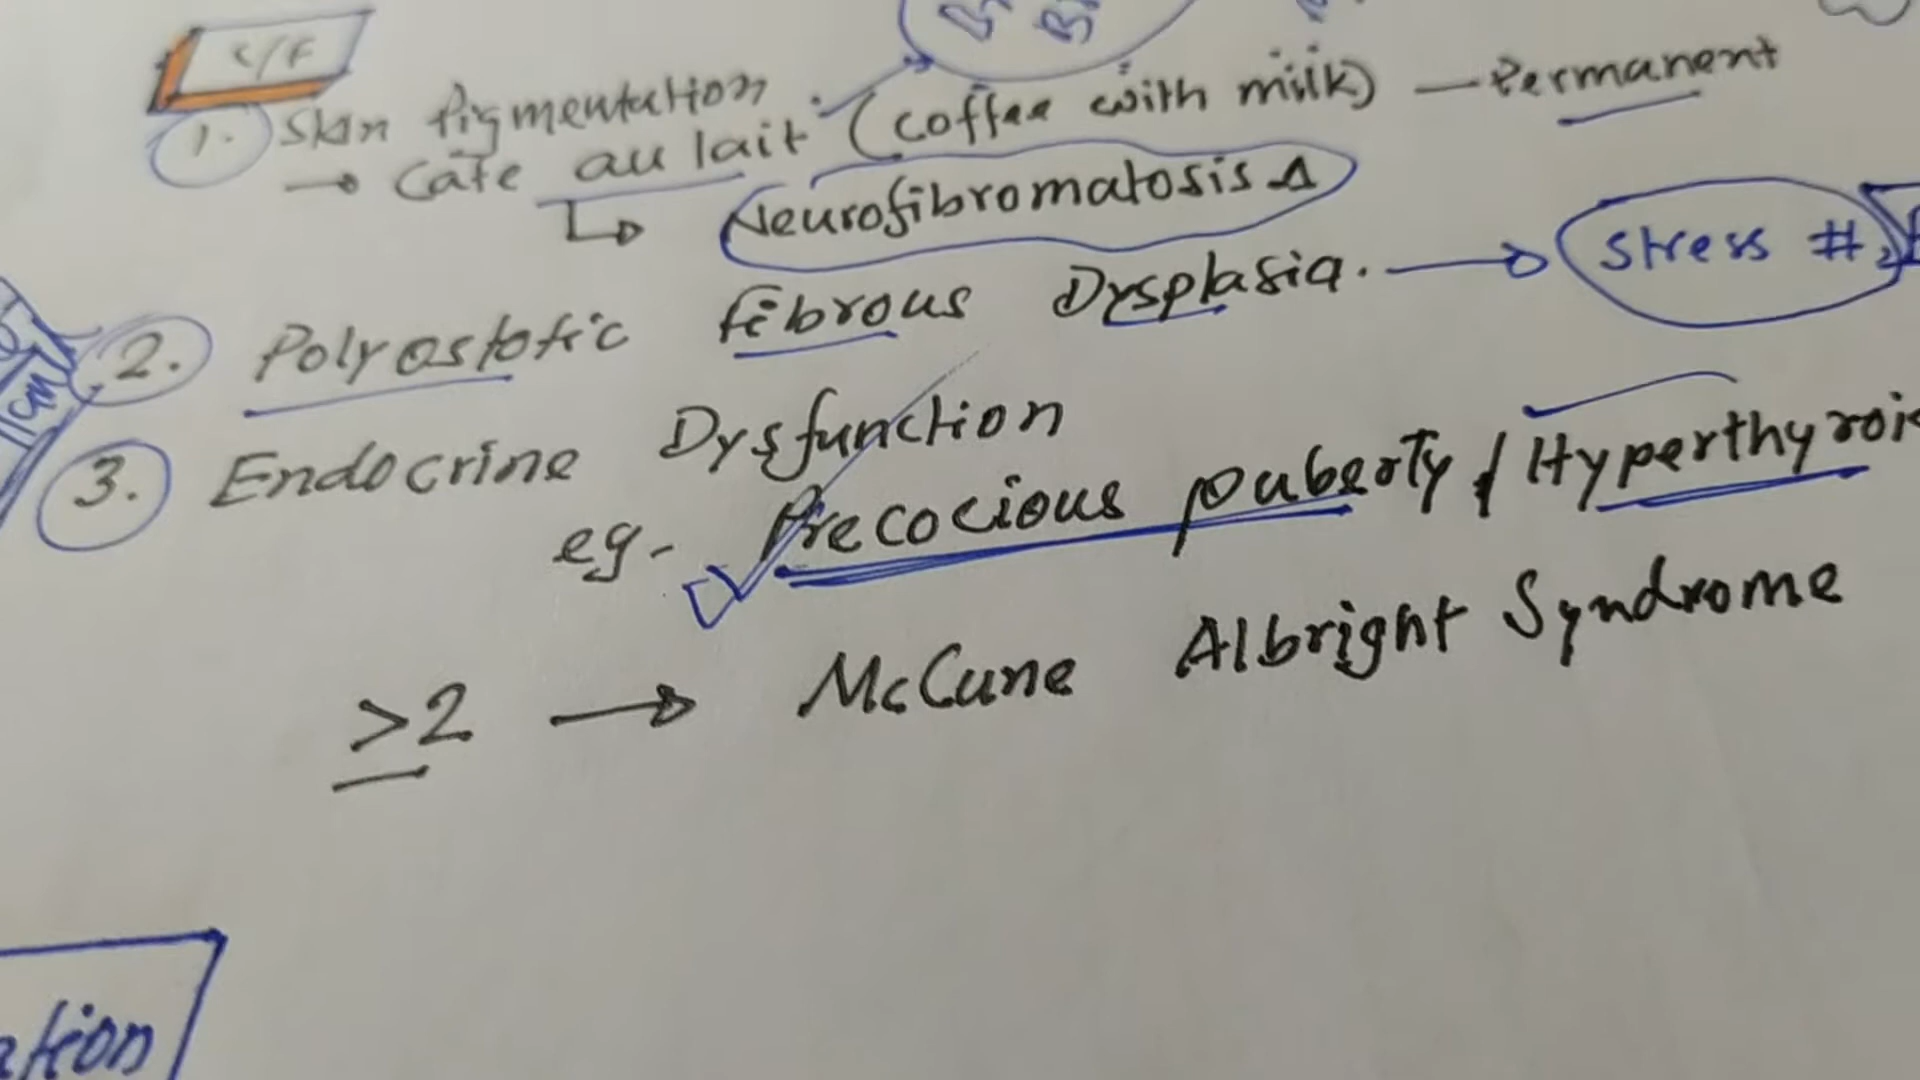 C/F
1. Skin Pigmentation
→ Cafe au lait (coffee with milk) — Permanent
↳ Neurofibromatosis Δ
2. Polyostotic fibrous Dysplasia. → Stress #
3. Endocrine Dysfunction
eg. Precocious puberty / Hyperthyroi
≥2 → McCune Albright Syndrome
ation